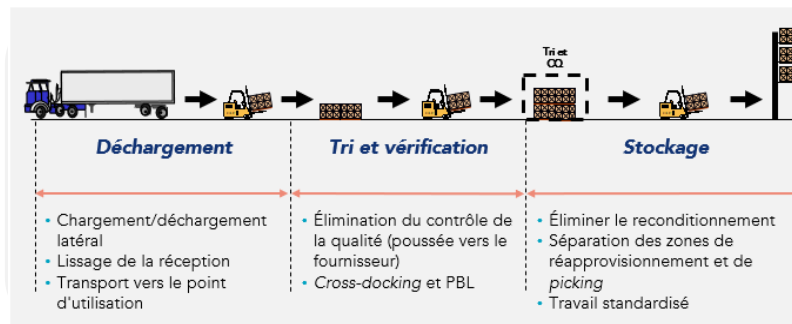 Tri et
CQ
Déchargement
Tri et vérification
Stockage
• Chargement/déchargement
latéral
• Lissage de la réception
• Transport vers le point
d'utilisation
• Élimination du contrôle de
la qualité (poussée vers le
fournisseur)
• Cross-docking et PBL
• Éliminer le reconditionnement
• Séparation des zones de
réapprovisionnement et de
picking
• Travail standardisé